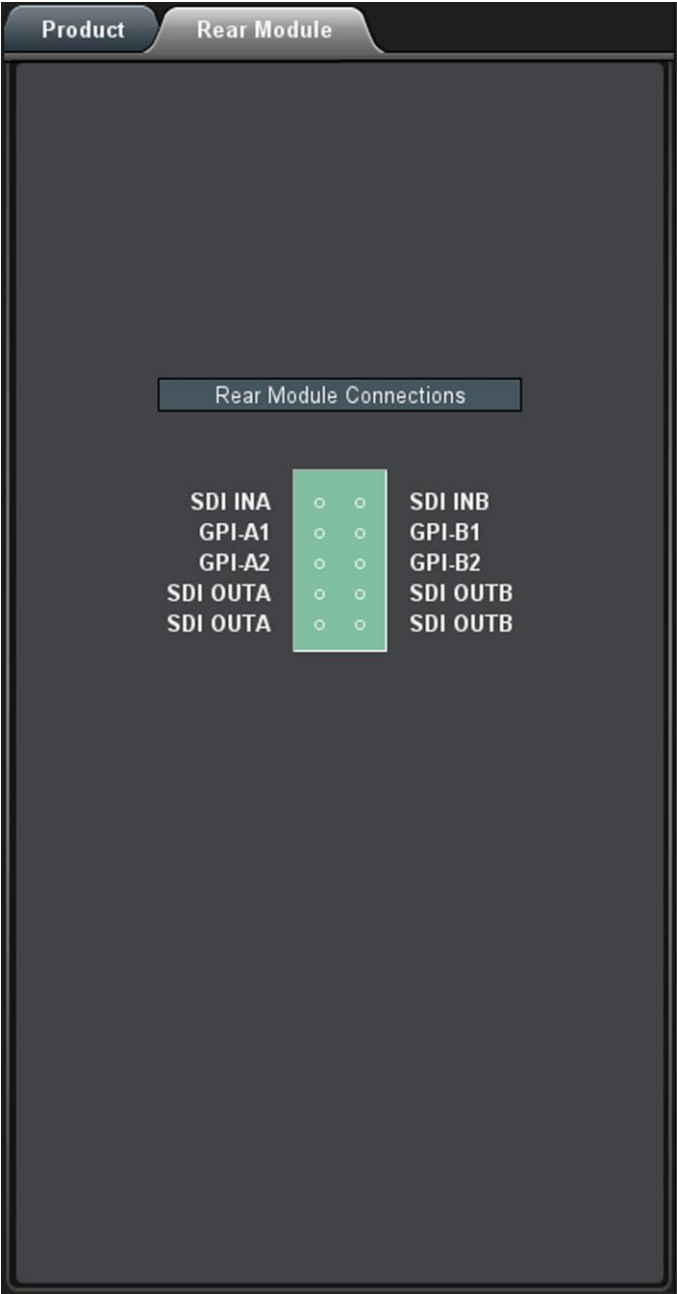 Product Rear Module
Rear Module Connections
SDI INA SDI INB
GPI-A1 GPI-B1
GPI-A2 GPI-B2
SDI OUTA SDI OUTB
SDI OUTA SDI OUTB